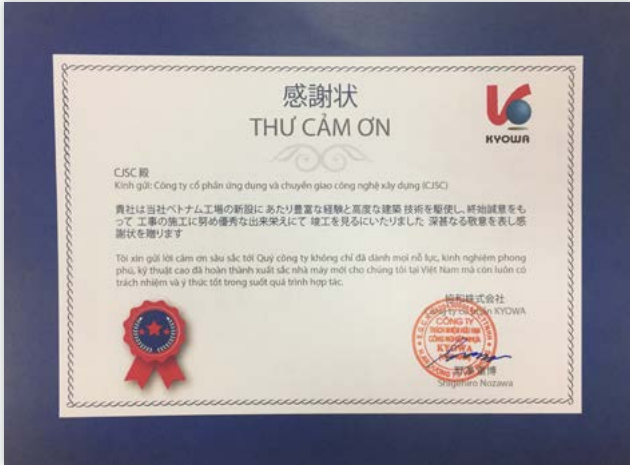 感謝状
THƯ CẢM ƠN
KYOWA
CJSC 殿
Kính gửi: Công ty cổ phần ứng dụng và chuyển giao công nghệ xây dựng (CJSC)
貴社は当社ベトナム工場の新設に あたり豊富な経験と高度な建築 技術を駆使し、終始誠意をも
って 工事の施工に努め優秀な出来栄えにて 竣工を見るにいたりました 深甚なる敬意を表し感
謝状を贈ります
Tôi xin gửi lời cảm ơn sâu sắc tới Quý công ty không chỉ đã dành mọi nỗ lực, kinh nghiệm phong
phú, kỹ thuật cao đã hoàn thành xuất sắc nhà máy mới cho chúng tôi tại Việt Nam mà còn luôn có
trách nhiệm và ý thức tốt trong suốt quá trình hợp tác.
協和株式会社
KYOWA
CÔNG TY
TRÁCH NHIỆM HỮU HẠN
KYOWA
博
Shigehiro Nozawa